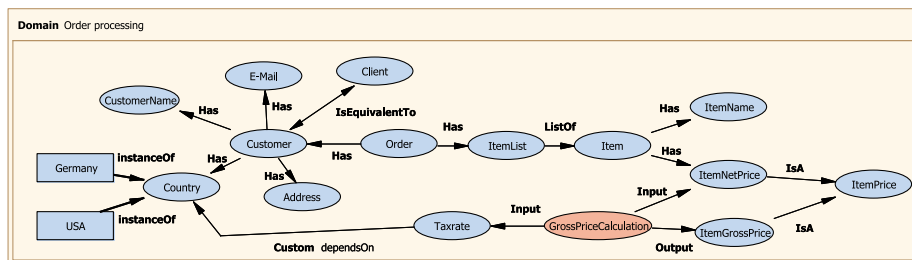 Domain Order processing
E-Mail
Client
CustomerName
Has
Has
IsEquivalentTo
Has
ItemName
Customer
Has
Order
Has
ItemList
ListOf
Item
Germany
instanceOf
Has
Country
Has
Address
Has
ItemNetPrice
IsA
ItemPrice
USA
instanceOf
Input
Input
Taxrate
GrossPriceCalculation
Output
ItemGrossPrice
IsA
Custom dependsOn